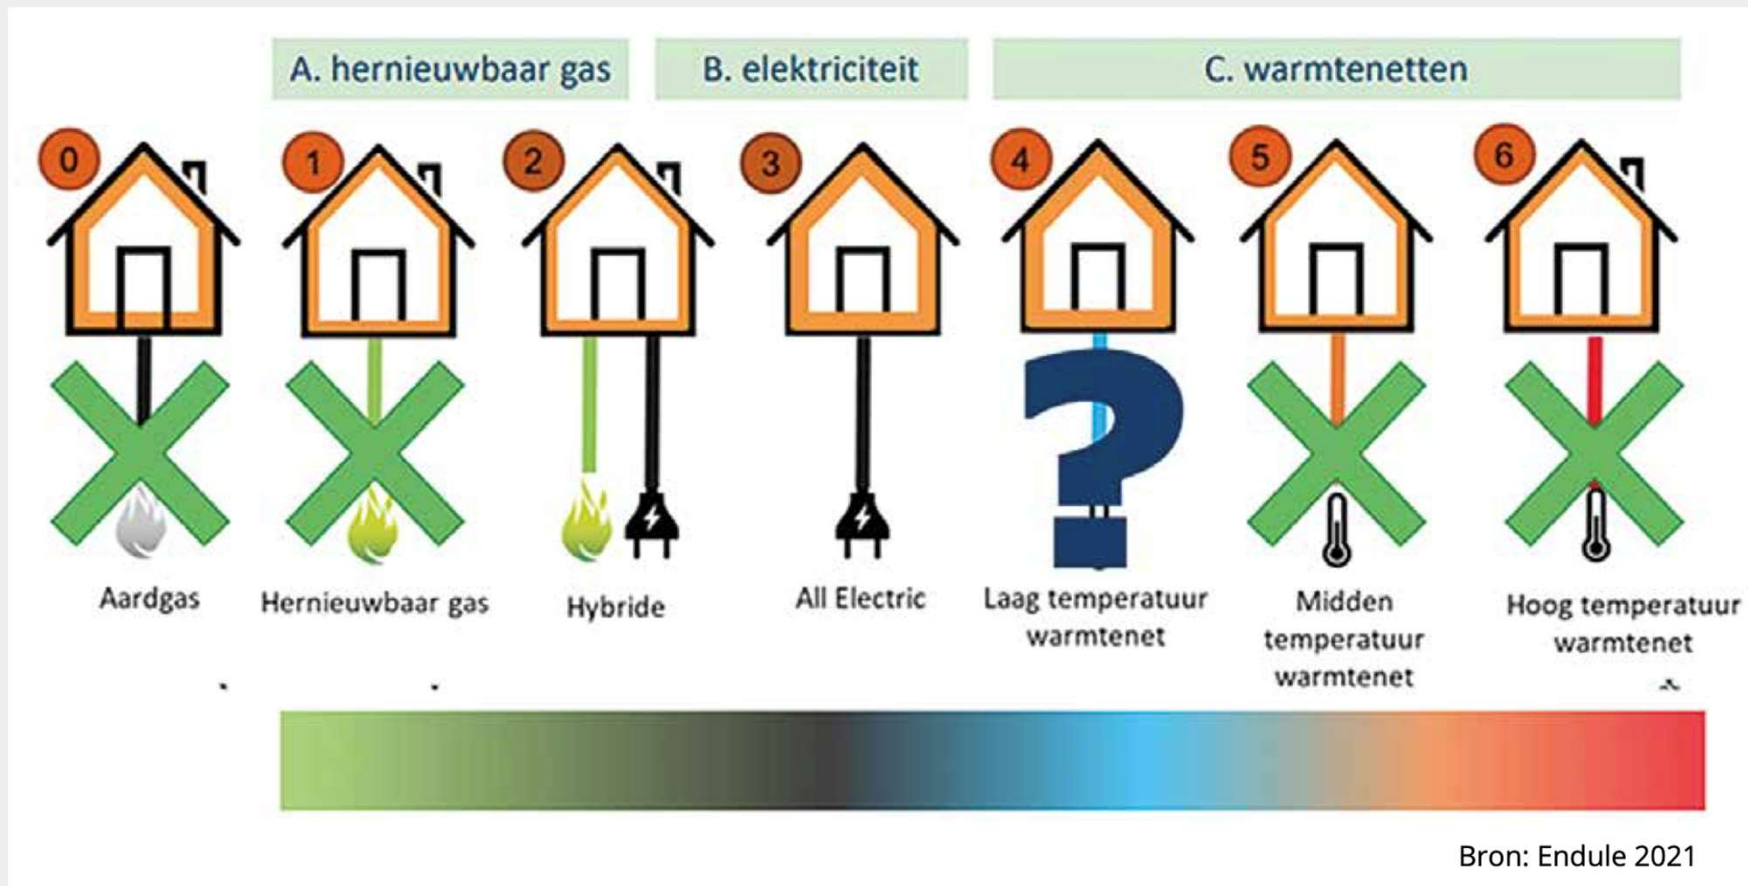 A. hernieuwbaar gas
B. elektriciteit
C. warmtenetten
0
1
2
3
4
5
6
?
Aardgas
Hernieuwbaar gas
Hybride
All Electric
Laag temperatuur
warmtenet
Midden
temperatuur
warmtenet
Hoog temperatuur
warmtenet
Bron: Endule 2021